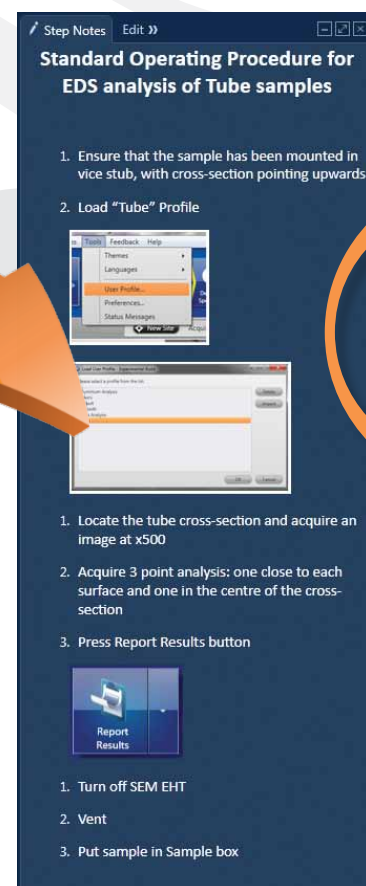 Step Notes Edit »
Standard Operating Procedure for
EDS analysis of Tube samples
1. Ensure that the sample has been mounted in
vice stub, with cross-section pointing upwards
2. Load "Tube" Profile
Tools Feedback Help
Themes
Languages
User Profile...
Preferences...
Status Messages
New Site
1. Locate the tube cross-section and acquire an
image at x500
2. Acquire 3 point analysis: one close to each
surface and one in the centre of the cross-
section
3. Press Report Results button
Report
Results
1. Turn off SEM EHT
2. Vent
3. Put sample in Sample box